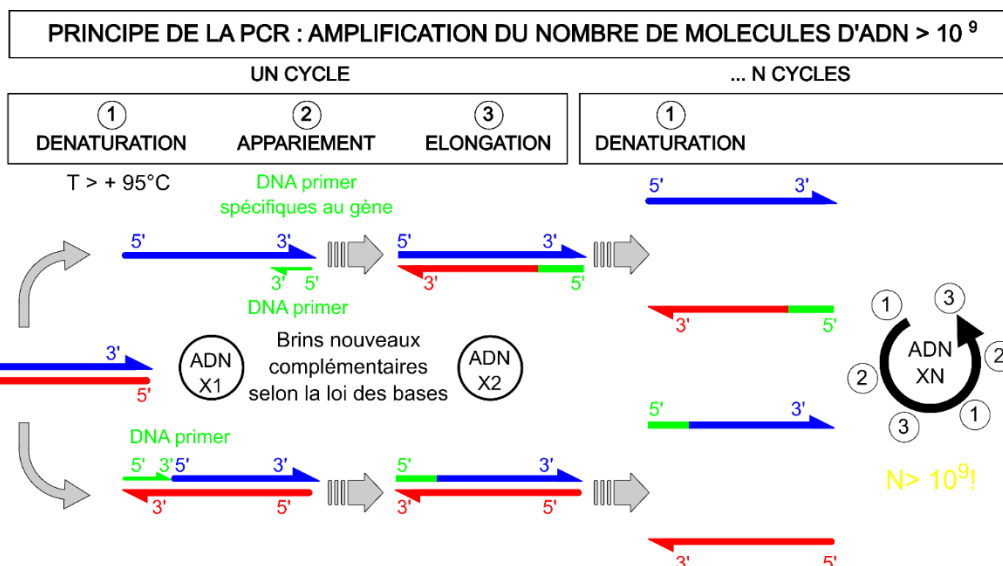 PRINCIPE DE LA PCR : AMPLIFICATION DU NOMBRE DE MOLECULES D'ADN > 10 ⁹
UN CYCLE
... N CYCLES
1
2
3
1
DENATURATION
APPARIEMENT
ELONGATION
DENATURATION
T > + 95°C
DNA primer
spécifiques au gène
5' 3'
5' 3'
5' 3'
3' 5'
3' 5'
DNA primer
3' 5'
3'
5'
ADN
X1
Brins nouveaux
complémentaires
selon la loi des bases
ADN
X2
1
3
2
2
3
1
ADN
XN
DNA primer
5' 3' 5' 3'
3' 5'
5' 3'
3' 5'
5' 3'
3' 5'
N> 10⁹!